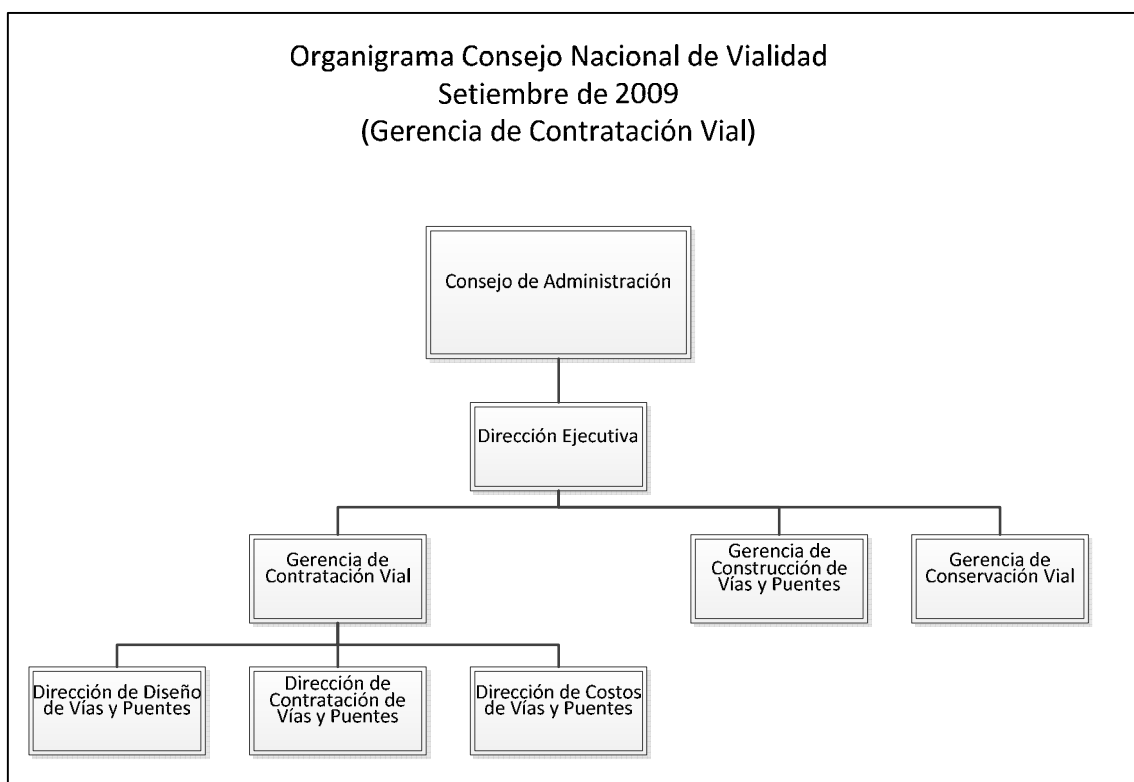 Organigrama Consejo Nacional de Vialidad
Setiembre de 2009
(Gerencia de Contratación Vial)
Consejo de Administración
Dirección Ejecutiva
Gerencia de
Contratación Vial
Gerencia de
Construcción de
Vías y Puentes
Gerencia de
Conservación Vial
Dirección de Diseño
de Vías y Puentes
Dirección de
Contratación de
Vías y Puentes
Dirección de Costos
de Vías y Puentes